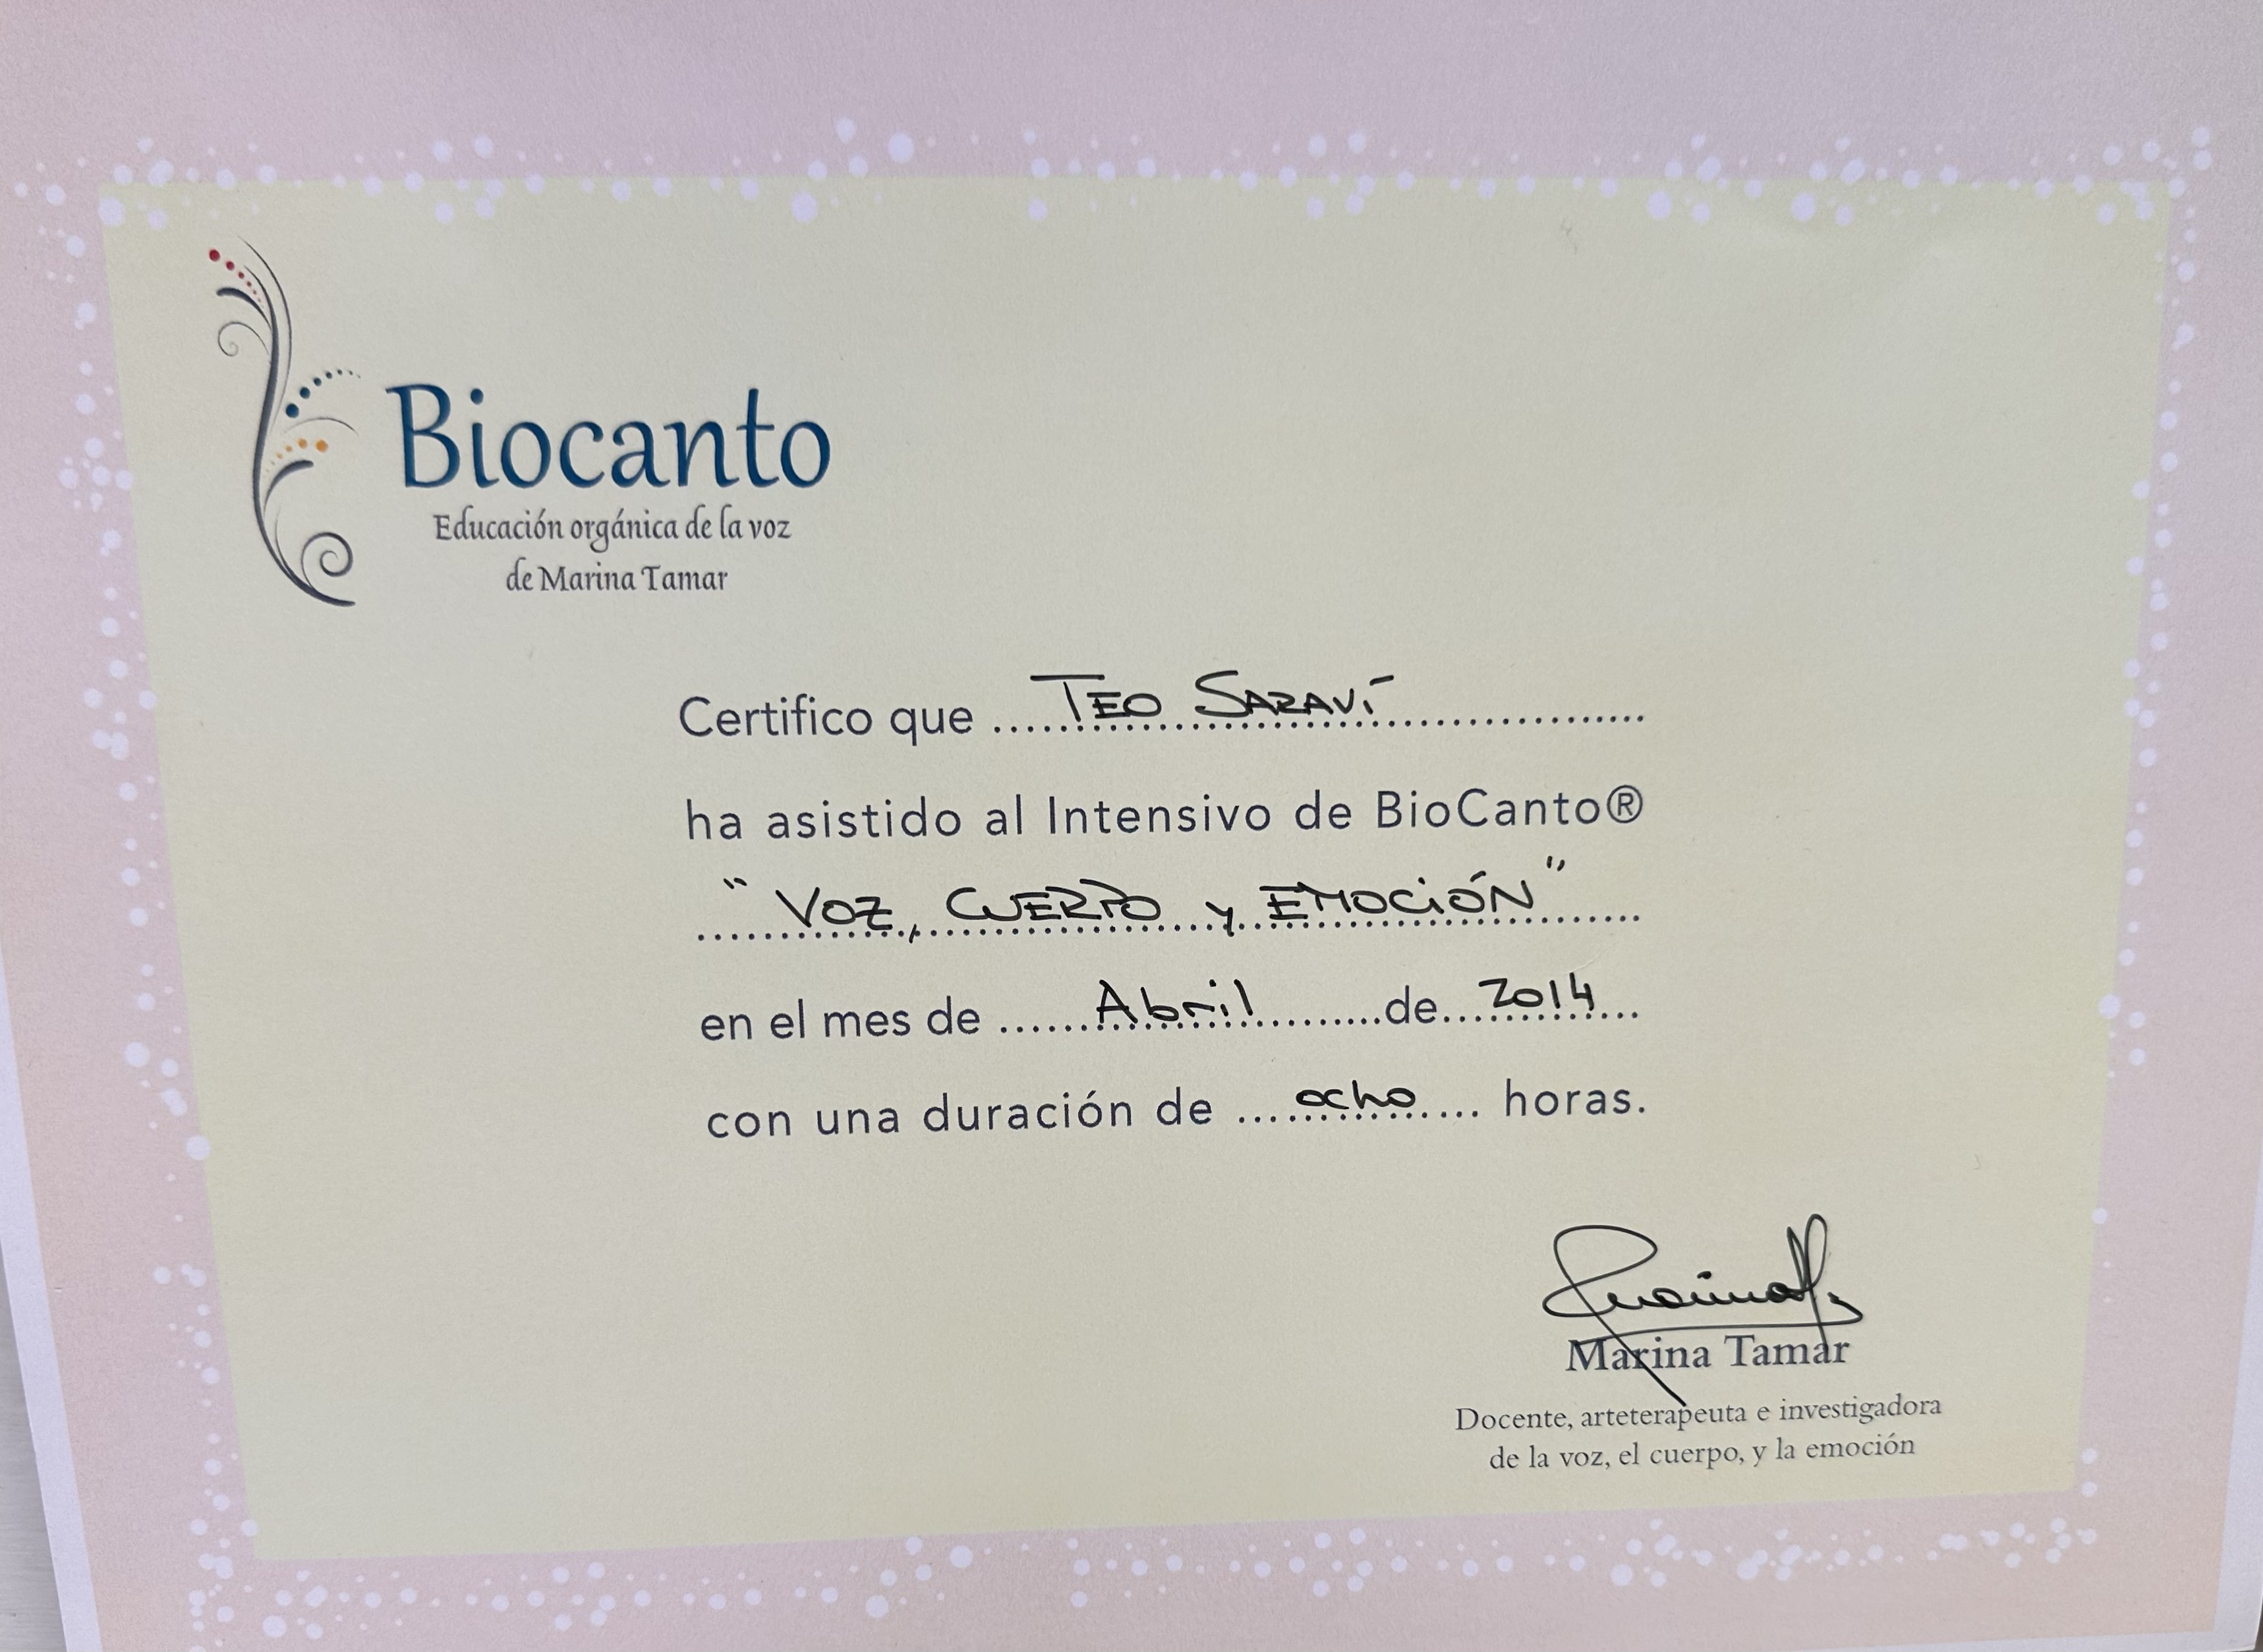 Biocanto
Educación orgánica de la voz
de Marina Tamar
Certifico que ..... TEO SARAVÍ ..........
ha asistido al Intensivo de BioCanto®
"VOZ, CUERPO y EMOCIÓN"
en el mes de ...... Abril ..........de... 2014 ...
con una duración de ... ocho ... horas.
Marina Tamar
Docente, arteterapeuta e investigadora
de la voz, el cuerpo, y la emoción